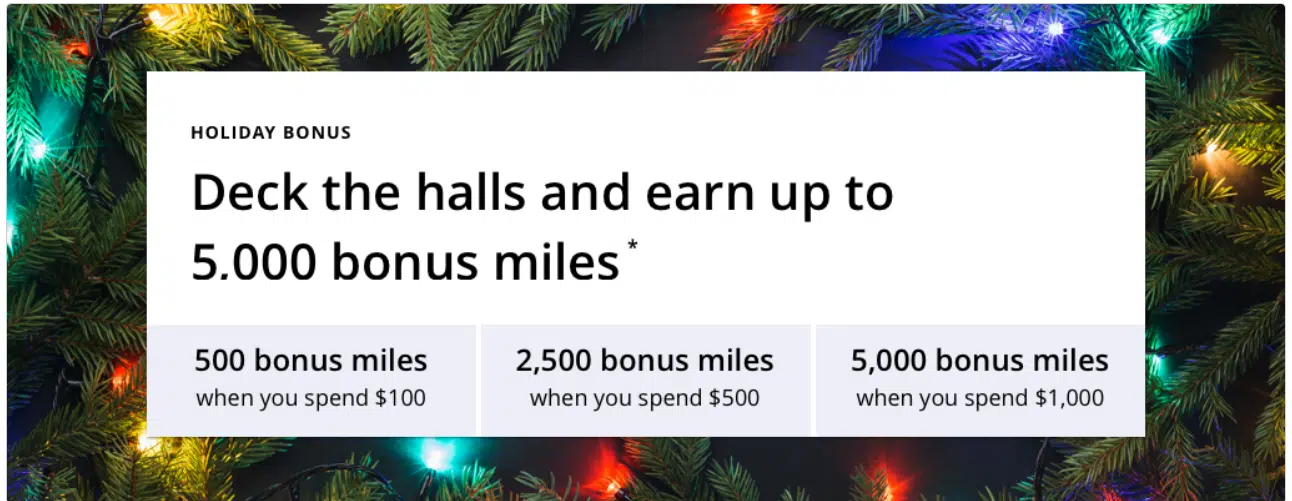 HOLIDAY BONUS
Deck the halls and earn up to
5,000 bonus miles*
500 bonus miles
when you spend $100
2,500 bonus miles
when you spend $500
5,000 bonus miles
when you spend $1,000